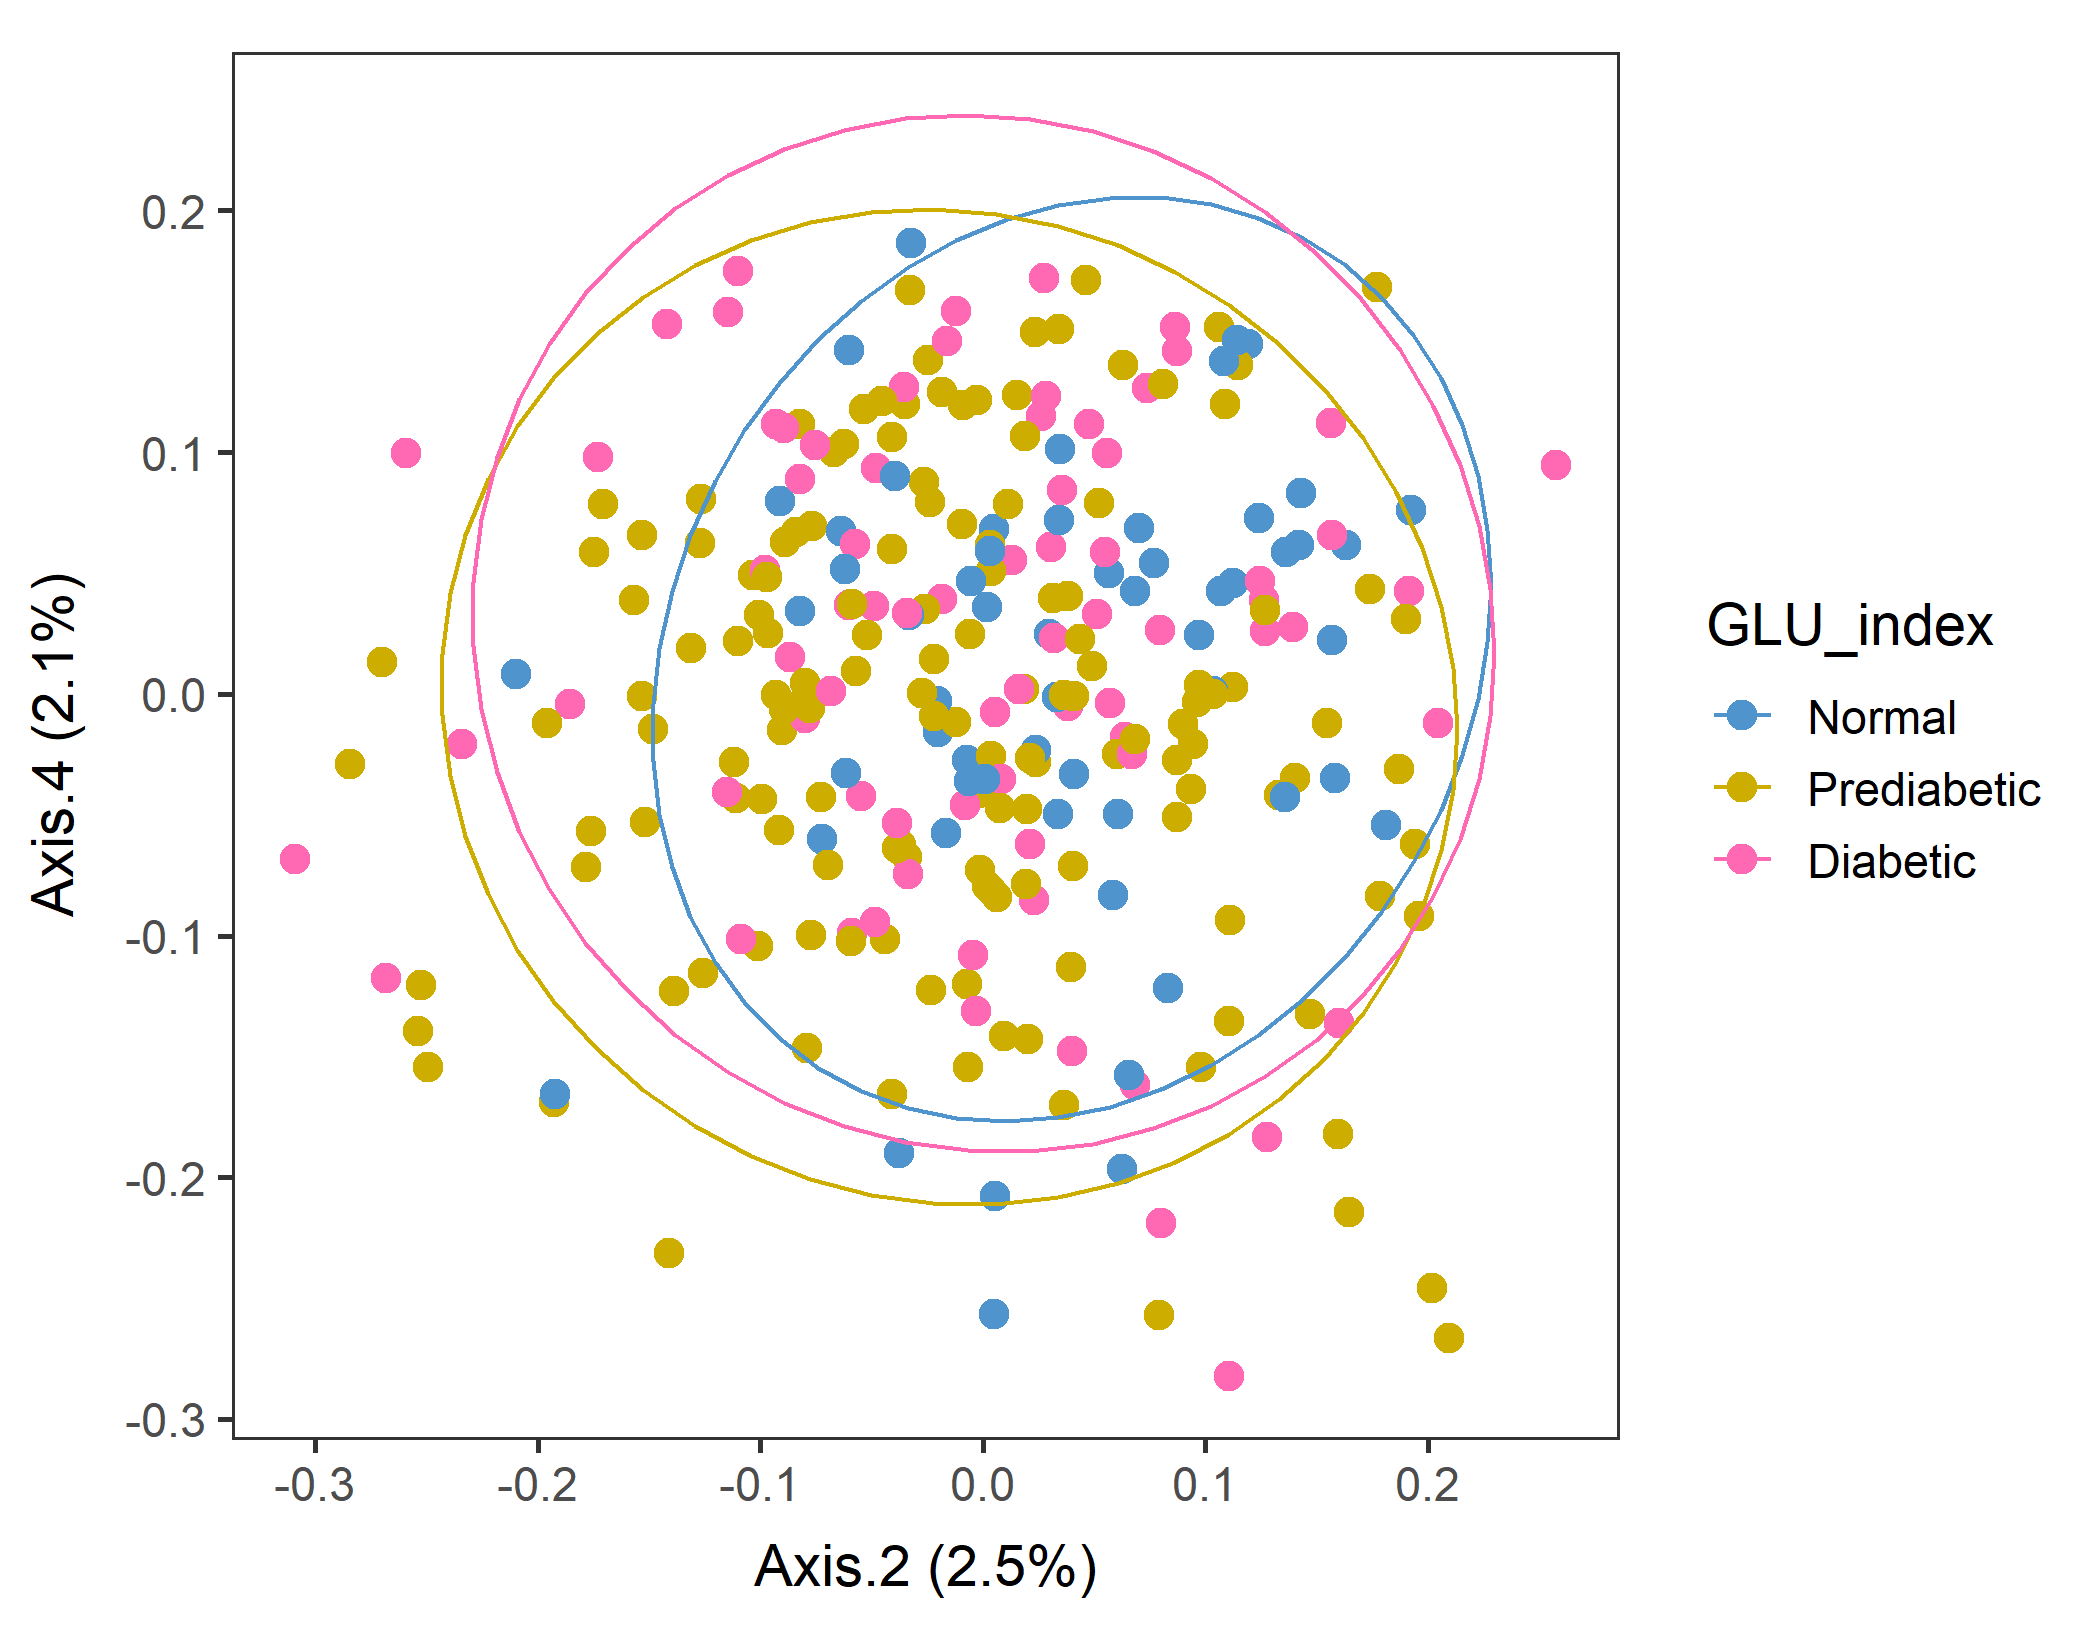 0.2
0.1
0.0
-0.1
-0.2
-0.3
Axis.4 (2.1%)
-0.3 -0.2 -0.1 0.0 0.1 0.2
Axis.2 (2.5%)
GLU_index
Normal
Prediabetic
Diabetic